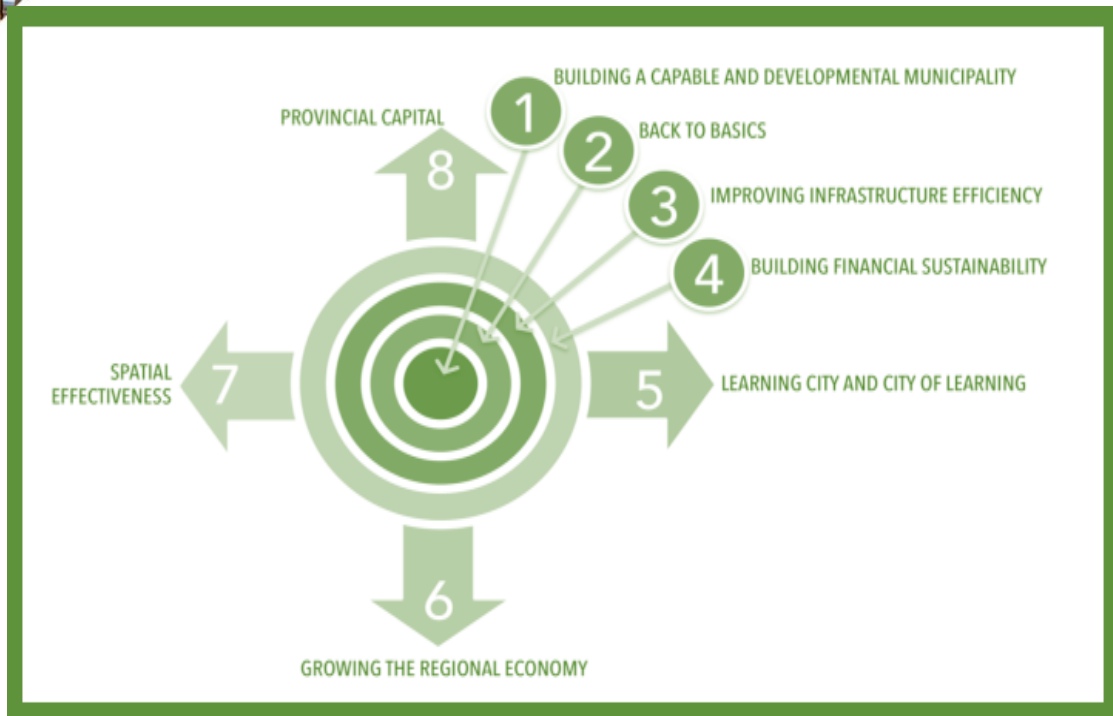 1
BUILDING A CAPABLE AND DEVELOPMENTAL MUNICIPALITY
2
BACK TO BASICS
3
IMPROVING INFRASTRUCTURE EFFICIENCY
4
BUILDING FINANCIAL SUSTAINABILITY
5
LEARNING CITY AND CITY OF LEARNING
6
GROWING THE REGIONAL ECONOMY
7
SPATIAL
EFFECTIVENESS
8
PROVINCIAL CAPITAL